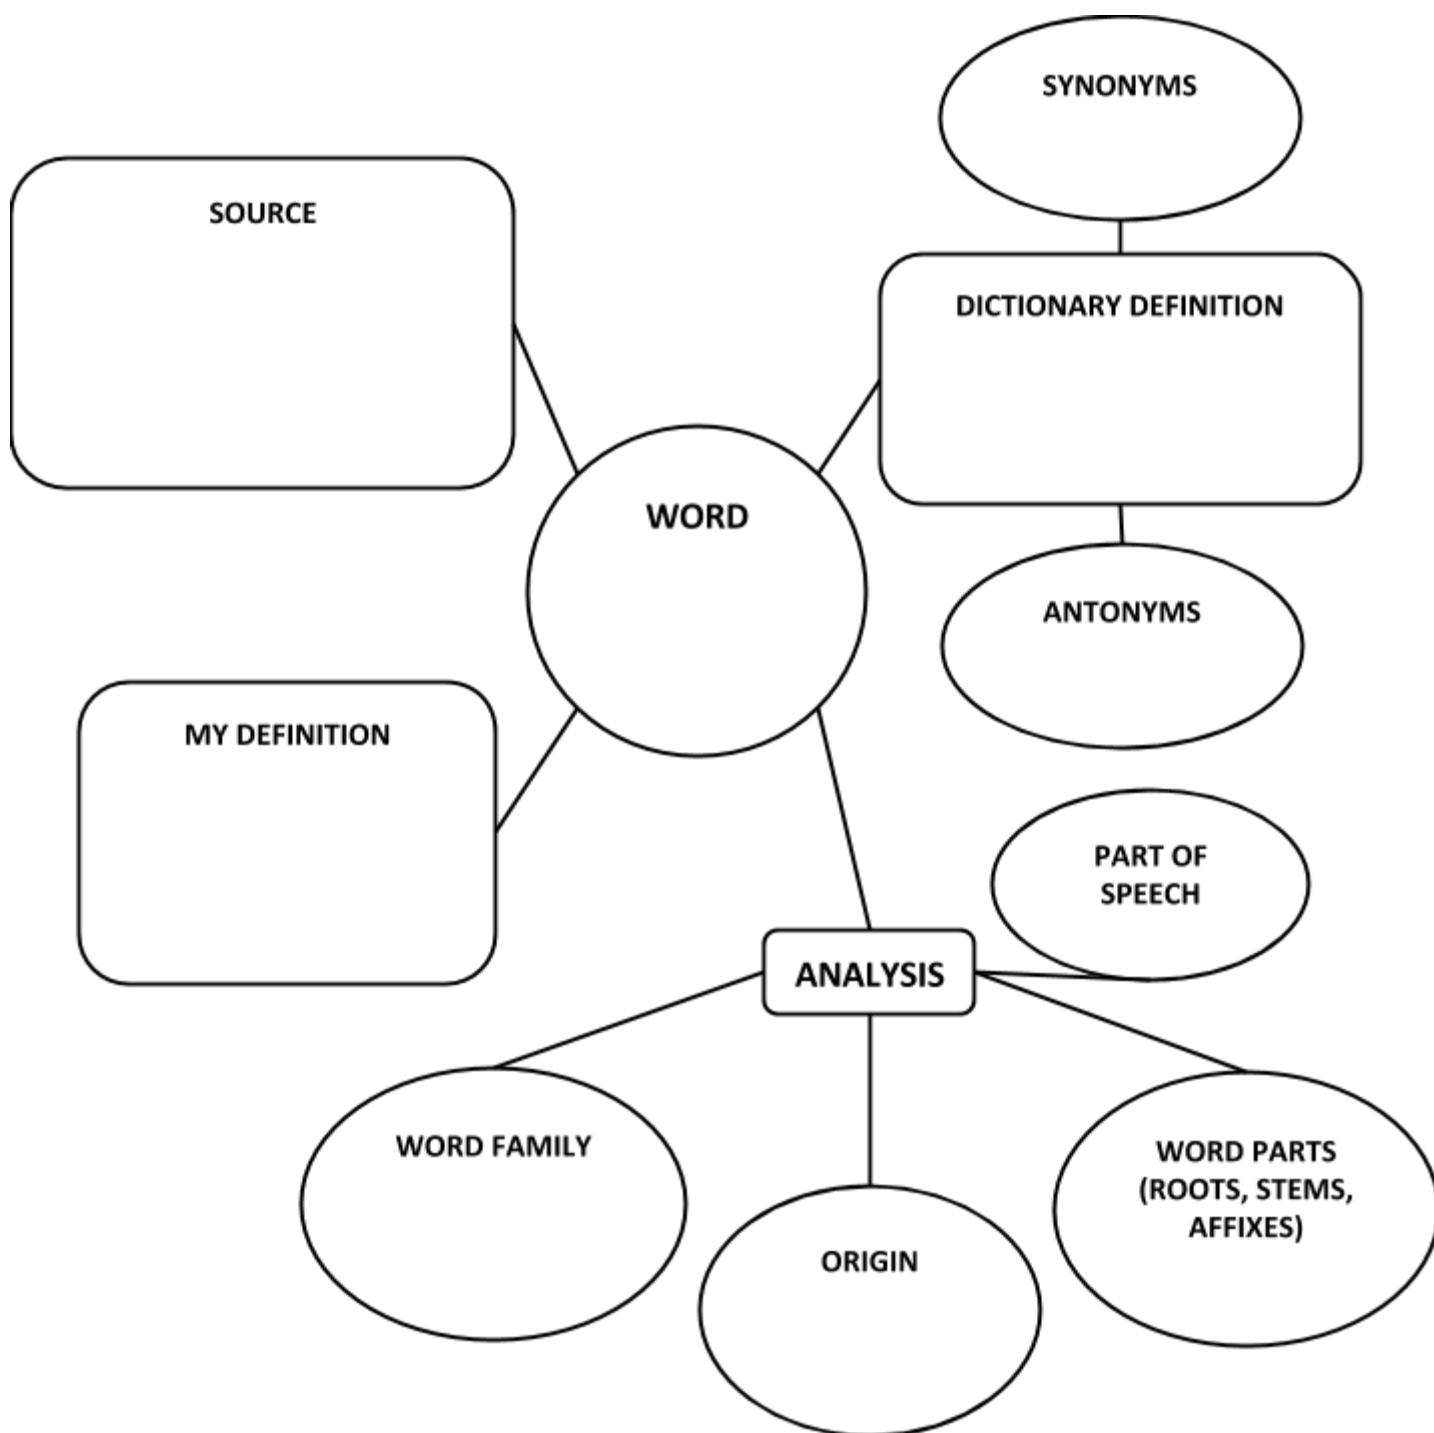 SYNONYMS
SOURCE
DICTIONARY DEFINITION
WORD
ANTONYMS
MY DEFINITION
PART OF
SPEECH
ANALYSIS
WORD FAMILY
WORD PARTS
(ROOTS, STEMS,
AFFIXES)
ORIGIN